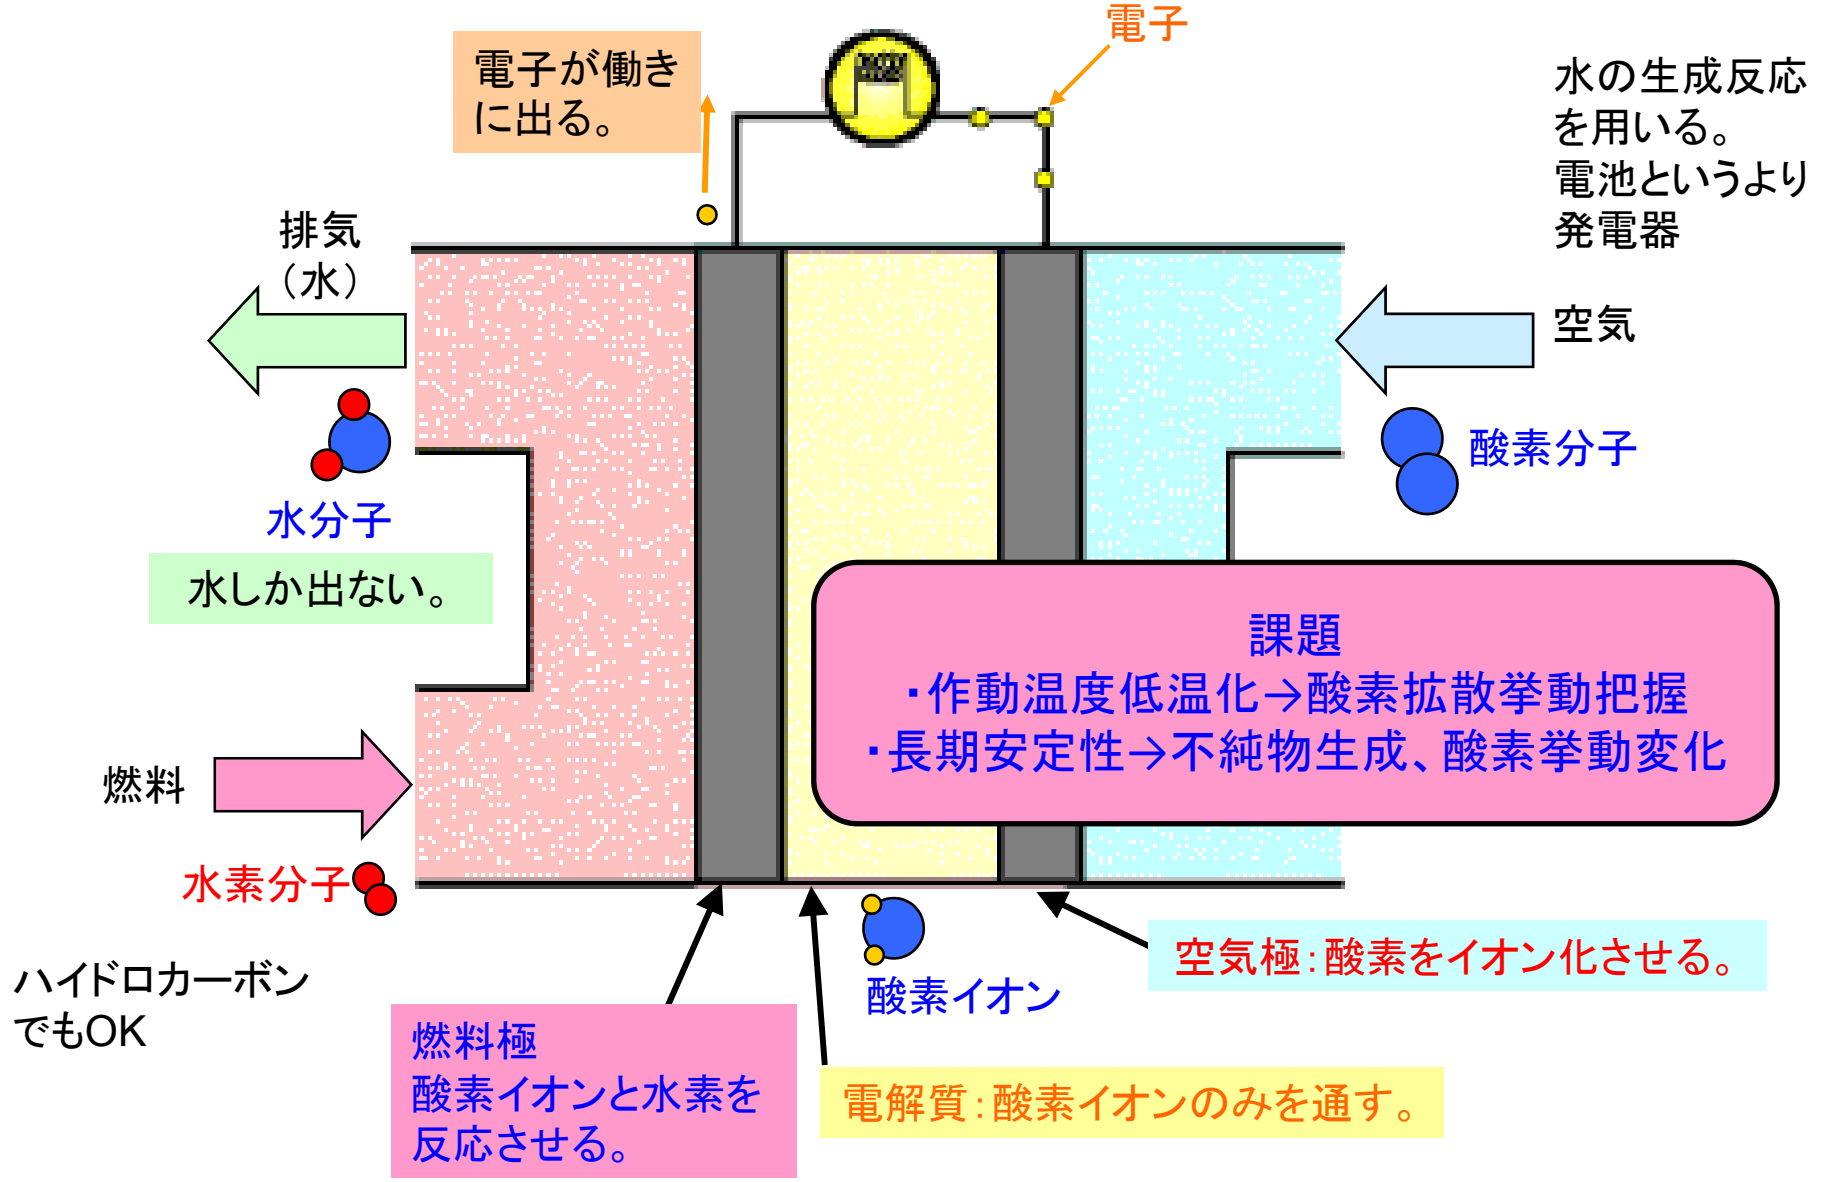 電子
電子が働き
に出る。
水の生成反応
を用いる。
電池というより
発電器
排気
（水）
空気
酸素分子
水分子
水しか出ない。
課題
・作動温度低温化→酸素拡散挙動把握
・長期安定性→不純物生成、酸素挙動変化
燃料
水素分子
ハイドロカーボン
でもOK
酸素イオン
空気極：酸素をイオン化させる。
燃料極
酸素イオンと水素を
反応させる。
電解質：酸素イオンのみを通す。